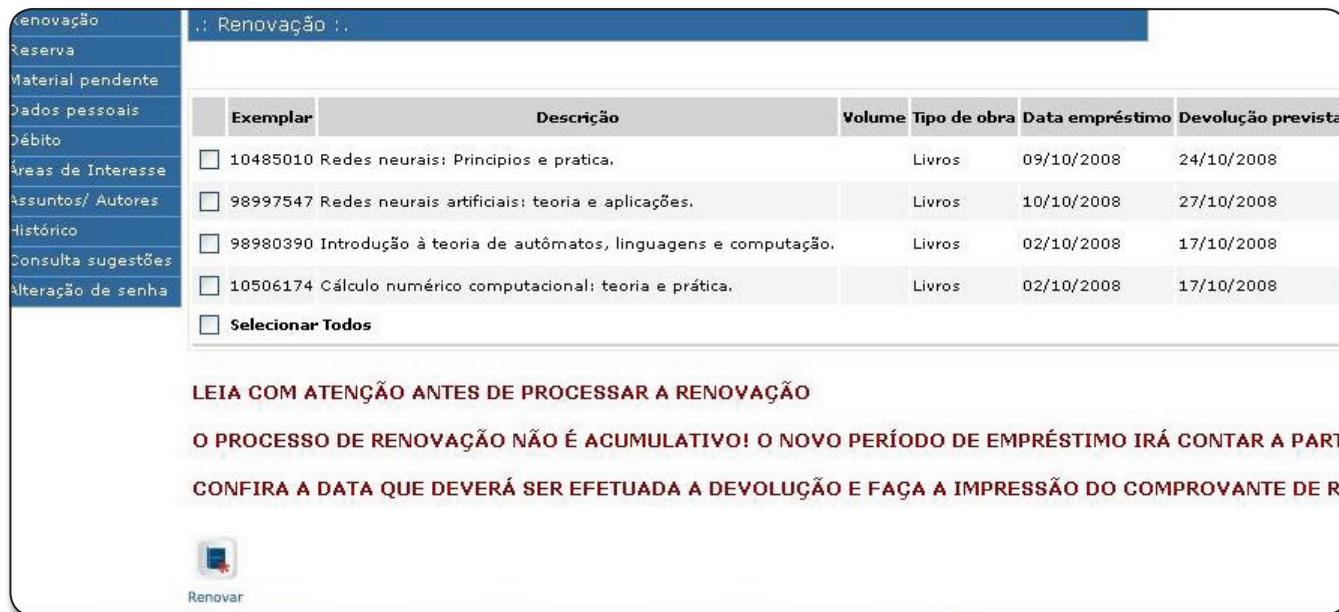 Renovação
Reserva
Material pendente
Dados pessoais
Débito
Áreas de Interesse
Assuntos/ Autores
Histórico
Consulta sugestões
Alteração de senha
.: Renovação :.
Exemplar Descrição Volume Tipo de obra Data empréstimo Devolução prevista
10485010 Redes neurais: Principios e pratica. Livros 09/10/2008 24/10/2008
98997547 Redes neurais artificiais: teoria e aplicações. Livros 10/10/2008 27/10/2008
98980390 Introdução à teoria de autômatos, linguagens e computação. Livros 02/10/2008 17/10/2008
10506174 Cálculo numérico computacional: teoria e prática. Livros 02/10/2008 17/10/2008
Selecionar Todos
LEIA COM ATENÇÃO ANTES DE PROCESSAR A RENOVAÇÃO
O PROCESSO DE RENOVAÇÃO NÃO É ACUMULATIVO! O NOVO PERÍODO DE EMPRÉSTIMO IRÁ CONTAR A PART
CONFIRA A DATA QUE DEVERÁ SER EFETUADA A DEVOLUÇÃO E FAÇA A IMPRESSÃO DO COMPROVANTE DE R
Renovar